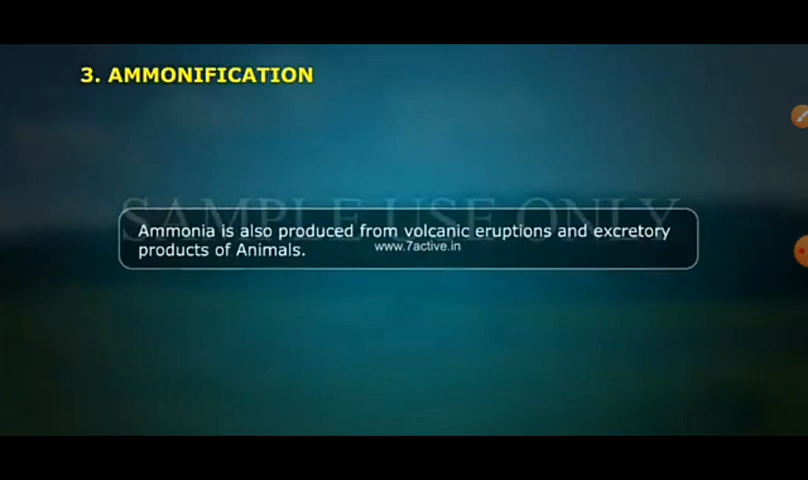 3. AMMONIFICATION
SAMPLE USE ONLY
Ammonia is also produced from volcanic eruptions and excretory
www.7active.in
products of Animals.